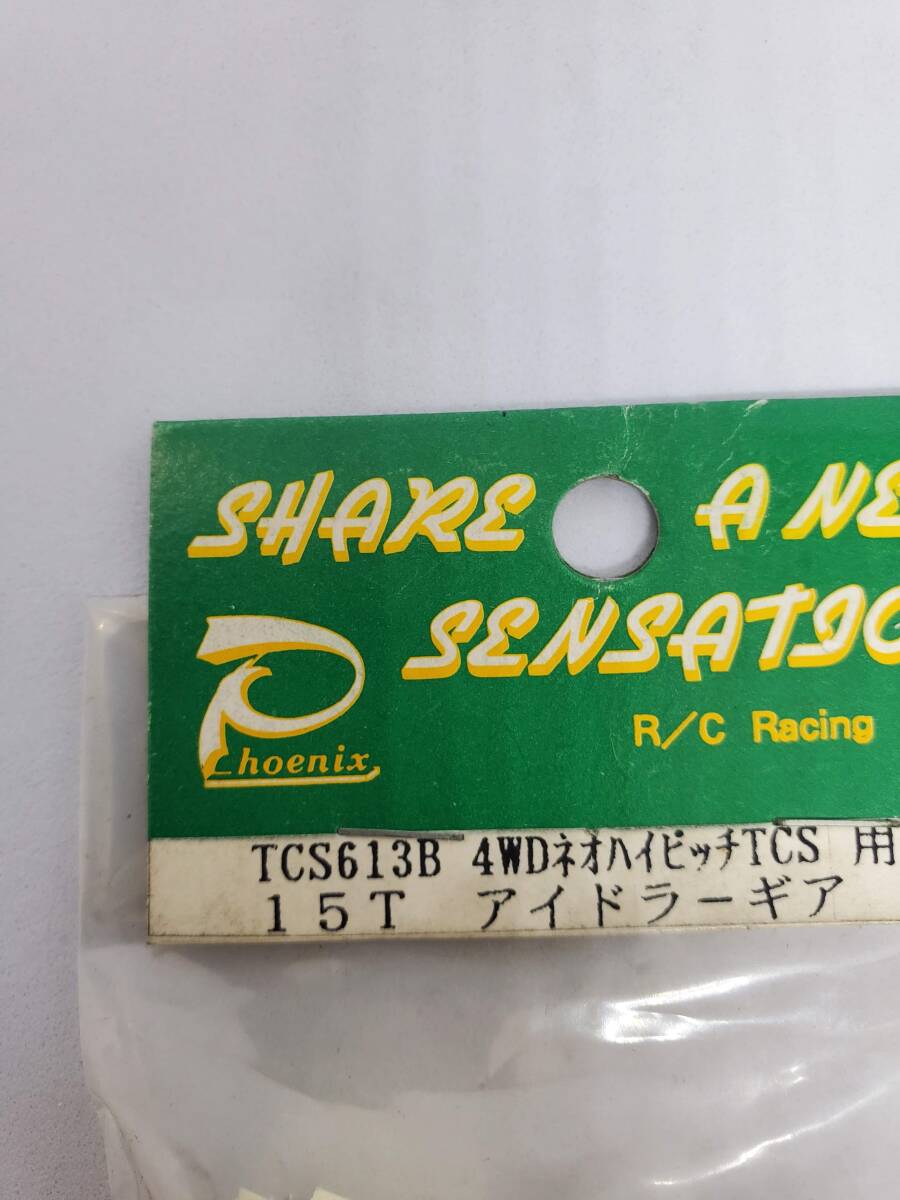 SHARE A NE
SENSATIO
Phoenix
R/C Racing
TCS613B 4WDネオハイピッチTCS 用
15T アイドラーギア